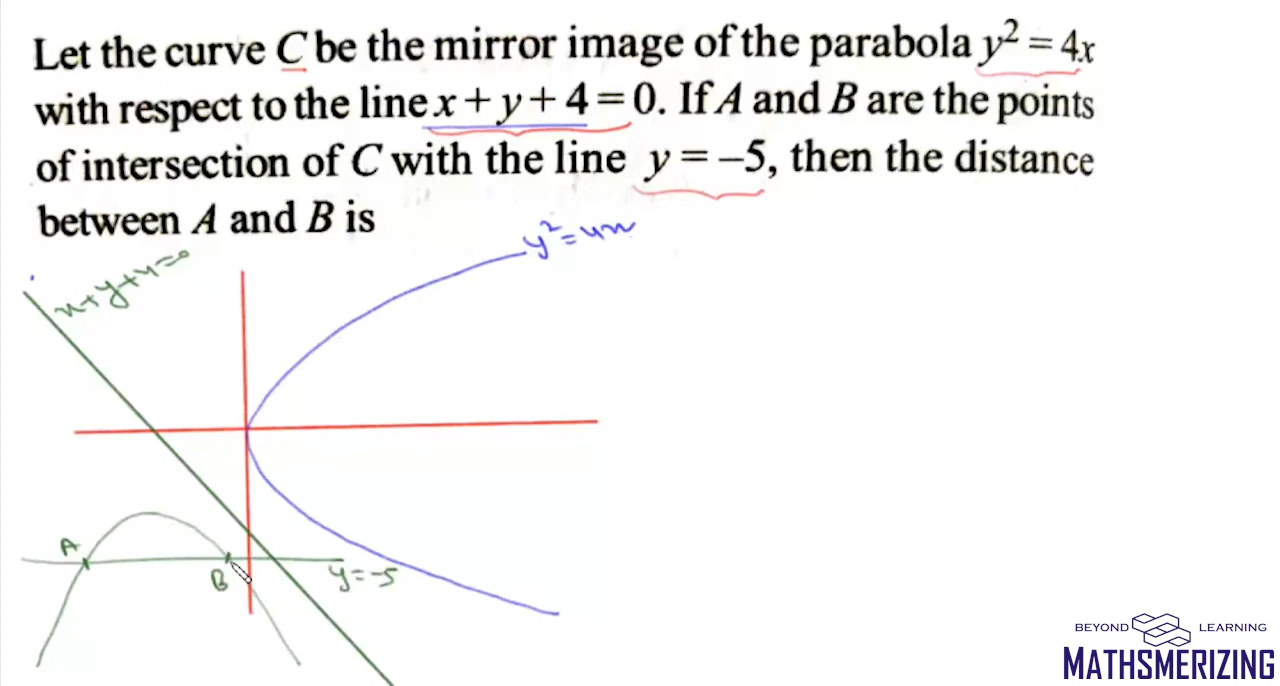 Let the curve C be the mirror image of the parabola y² = 4x
with respect to the line x + y + 4 = 0. If A and B are the points
of intersection of C with the line y = –5, then the distance
between A and B is
y² = 4x
x+y+4=0
A
B
y=-5
BEYOND LEARNING
MATHSMERIZING